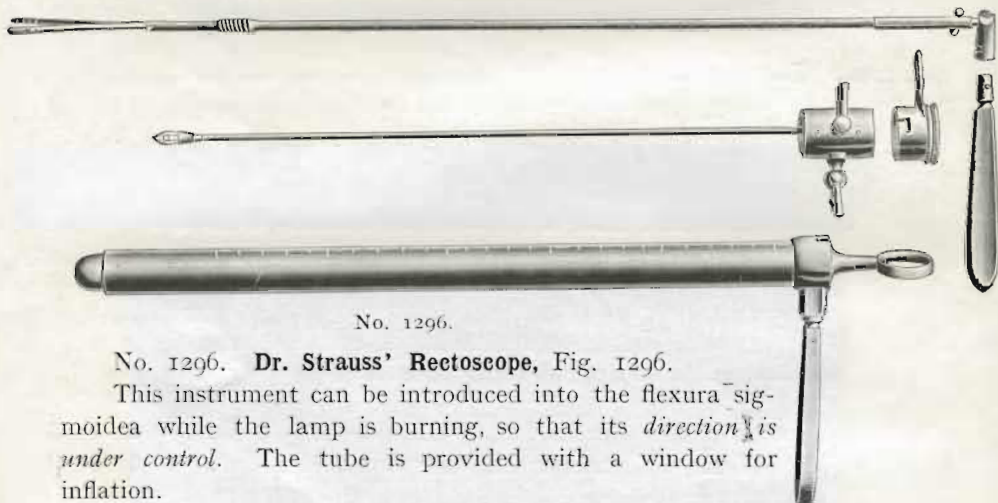 No. 1296.
No. 1296. Dr. Strauss' Rectoscope, Fig. 1296.
This instrument can be introduced into the flexura sig-
moidea while the lamp is burning, so that its direction is
under control. The tube is provided with a window for
inflation.